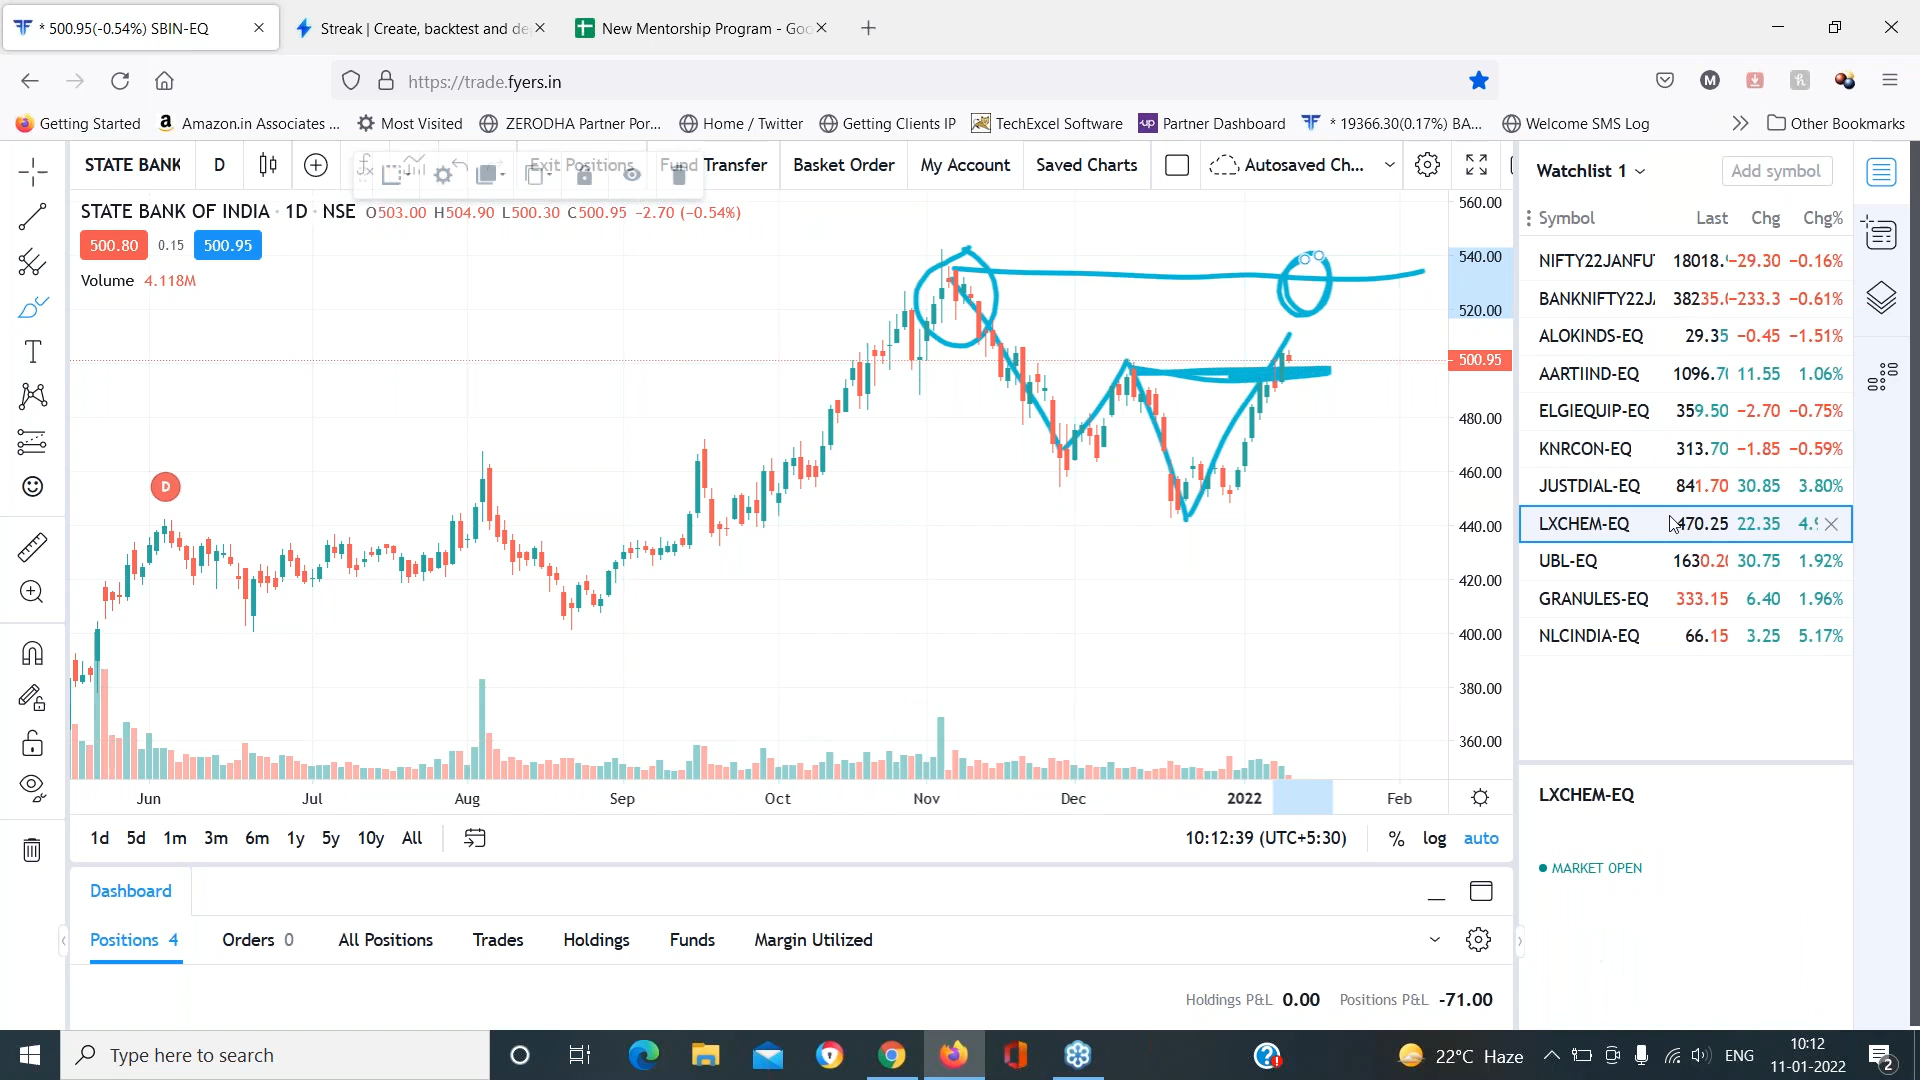 * 500.95(-0.54%) SBIN-EQ
Streak | Create, backtest and de
New Mentorship Program - Goo
https://trade.fyers.in
Getting Started
Amazon.in Associates ...
Most Visited
ZERODHA Partner Por...
Home / Twitter
Getting Clients IP
TechExcel Software
Partner Dashboard
* 19366.30(0.17%) BA...
Welcome SMS Log
Other Bookmarks
STATE BANK
D
Exit Positions
Fund Transfer
Basket Order
My Account
Saved Charts
Autosaved Ch...
STATE BANK OF INDIA · 1D · NSE O503.00 H504.90 L500.30 C500.95 −2.70 (−0.54%)
500.80 0.15 500.95
Volume 4.118M
D
560.00
540.00
520.00
500.95
480.00
460.00
440.00
420.00
400.00
380.00
360.00
Jun Jul Aug Sep Oct Nov Dec 2022 Feb
1d 5d 1m 3m 6m 1y 5y 10y All
10:12:39 (UTC+5:30) % log auto
Watchlist 1
Add symbol
Symbol Last Chg Chg%
NIFTY22JANFU 18018. -29.30 −0.16%
BANKNIFTY22J 38235. -233.3 −0.61%
ALOKINDS-EQ 29.35 −0.45 −1.51%
AARTIIND-EQ 1096.7 11.55 1.06%
ELGIEQUIP-EQ 359.50 −2.70 −0.75%
KNRCON-EQ 313.70 −1.85 −0.59%
JUSTDIAL-EQ 841.70 30.85 3.80%
LXCHEM-EQ 470.25 22.35 4.
UBL-EQ 1630.20 30.75 1.92%
GRANULES-EQ 333.15 6.40 1.96%
NLCINDIA-EQ 66.15 3.25 5.17%
LXCHEM-EQ
MARKET OPEN
Dashboard
Positions 4
Orders 0
All Positions
Trades
Holdings
Funds
Margin Utilized
Holdings P&L 0.00 Positions P&L -71.00
Type here to search
22°C Haze
ENG
10:12
11-01-2022
2